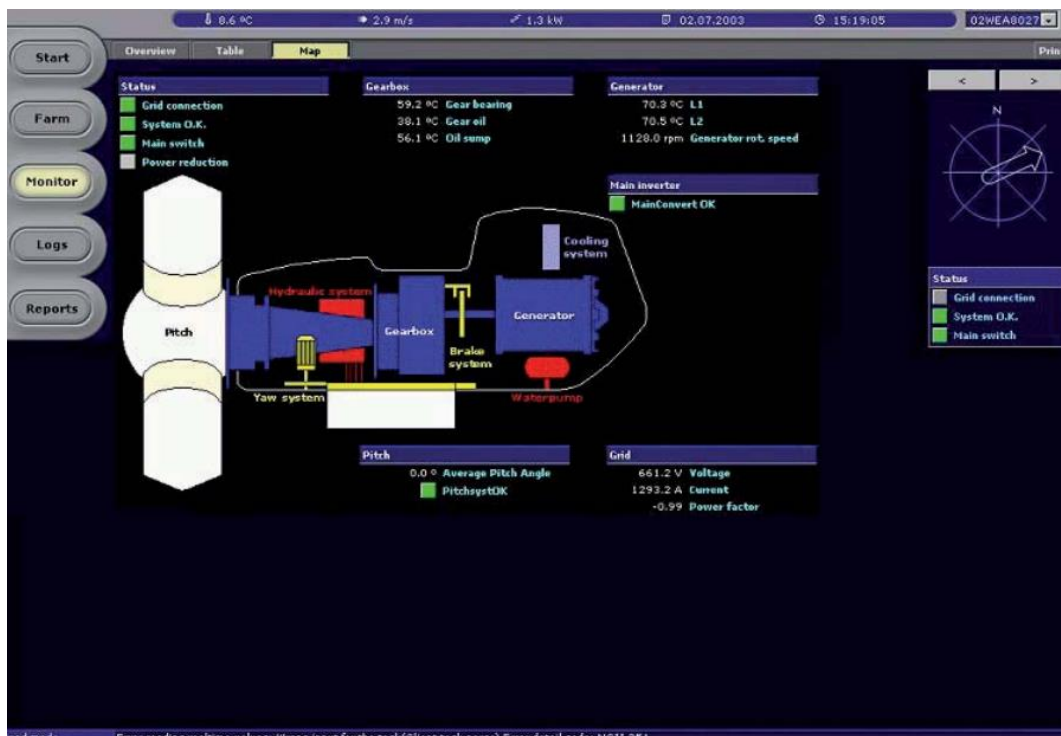 8.6 ºC 2.9 m/s 1.3 kW 02.07.2003 15:19:05 02WEA8027
Start
Farm
Monitor
Logs
Reports
Overview Table Map
Status
Grid connection
System O.K.
Main switch
Power reduction
Gearbox
59.2 ºC Gear bearing
38.1 ºC Gear oil
56.1 ºC Oil sump
Generator
70.3 ºC L1
70.5 ºC L2
1128.0 rpm Generator rot. speed
Main inverter
MainConvert OK
< >
N
Status
Grid connection
System O.K.
Main switch
Cooling
system
Hydraulic system
Pitch
Gearbox
Generator
Brake
system
Yaw system
Waterpump
Pitch
0.0 º Average Pitch Angle
PitchsystOK
Grid
661.2 V Voltage
1293.2 A Current
-0.99 Power factor